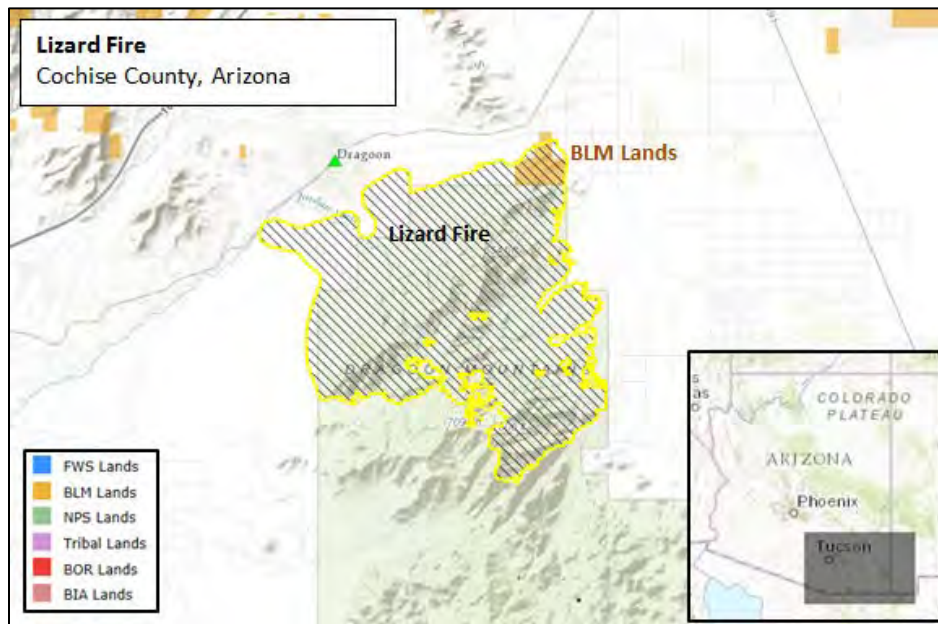 Lizard Fire
Cochise County, Arizona
Dragoon
BLM Lands
Lizard Fire
FWS Lands
BLM Lands
NPS Lands
Tribal Lands
BOR Lands
BIA Lands
COLORADO
PLATEAU
ARIZONA
Phoenix
Tucson